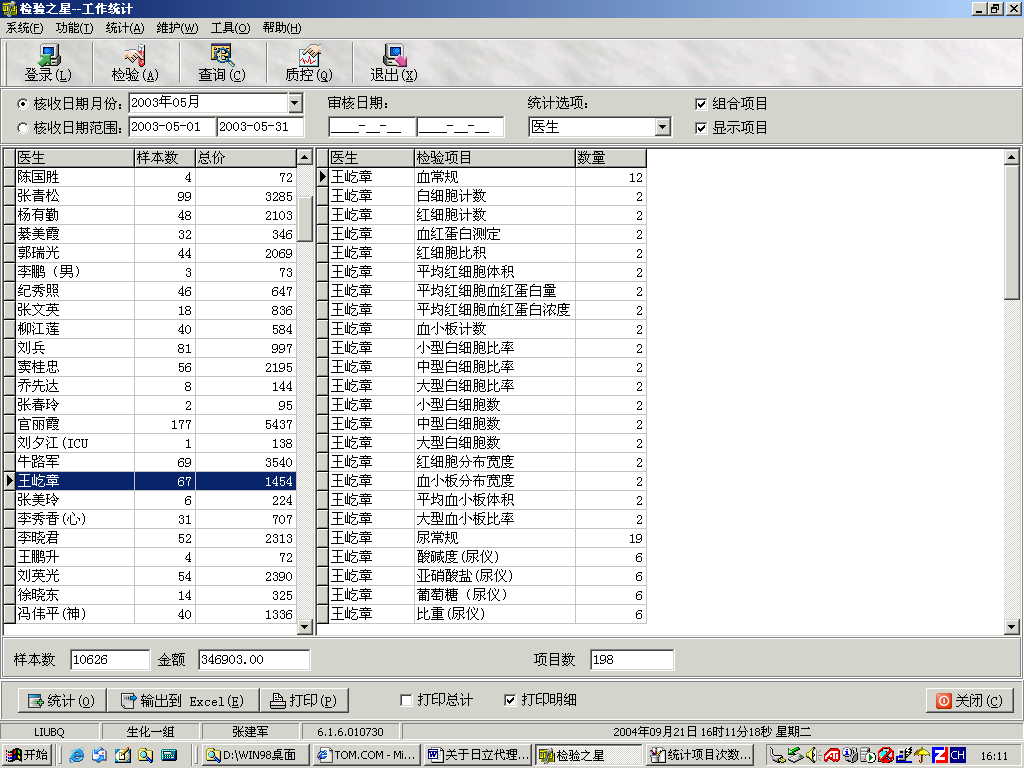 检验之星--工作统计
系统(F) 功能(T) 统计(A) 维护(W) 工具(O) 帮助(H)
登录(L) 检验(A) 查询(C) 质控(Q) 退出(X)
核收日期月份: 2003年05月 审核日期: 统计选项: 组合项目
核收日期范围: 2003-05-01 2003-05-31 ____-__-__ ____-__-__ 医生 显示项目
医生 样本数 总价 医生 检验项目 数量
陈国胜 4 72 王屹章 血常规 12
张青松 99 3285 王屹章 白细胞计数 2
杨有勤 48 2103 王屹章 红细胞计数 2
綦美霞 32 346 王屹章 血红蛋白测定 2
郭瑞光 44 2069 王屹章 红细胞比积 2
李鹏（男） 3 73 王屹章 平均红细胞体积 2
纪秀照 46 647 王屹章 平均红细胞血红蛋白量 2
张文英 18 836 王屹章 平均红细胞血红蛋白浓度 2
柳江莲 40 584 王屹章 血小板计数 2
刘兵 81 997 王屹章 小型白细胞比率 2
窦桂忠 56 2195 王屹章 中型白细胞比率 2
乔先达 8 144 王屹章 大型白细胞比率 2
张春玲 2 95 王屹章 小型白细胞数 2
官丽霞 177 5437 王屹章 中型白细胞数 2
刘夕江(ICU 1 138 王屹章 大型白细胞数 2
牛路军 69 3540 王屹章 红细胞分布宽度 2
王屹章 67 1454 王屹章 血小板分布宽度 2
张美玲 6 224 王屹章 平均血小板体积 2
李秀香(心) 31 707 王屹章 大型血小板比率 2
李晓君 52 2313 王屹章 尿常规 19
王鹏升 4 72 王屹章 酸碱度(尿仪) 6
刘英光 54 2390 王屹章 亚硝酸盐(尿仪) 6
徐晓东 14 325 王屹章 葡萄糖（尿仪) 6
冯伟平(神) 40 1336 王屹章 比重(尿仪) 6
样本数 10626 金额 346903.00 项目数 198
统计(O) 输出到 Excel(E) 打印(P) 打印总计 打印明细 关闭(C)
LIUBQ 生化一组 张建军 6.1.6.010730 2004年09月21日 16时11分18秒 星期二
开始 D:\WIN98桌面 TOM.COM - Mi... 关于日立代理... 检验之星 统计项目次数... CH 16:11